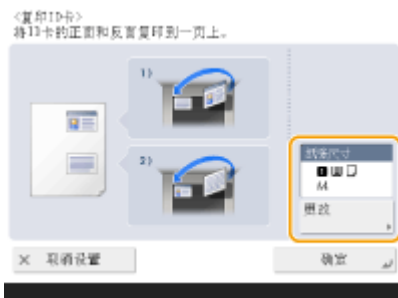 <复印ID卡>
将ID卡的正面和反面复印到一页上。
1)
2)
纸张尺寸
1
A4
更改
× 取消设置
确定